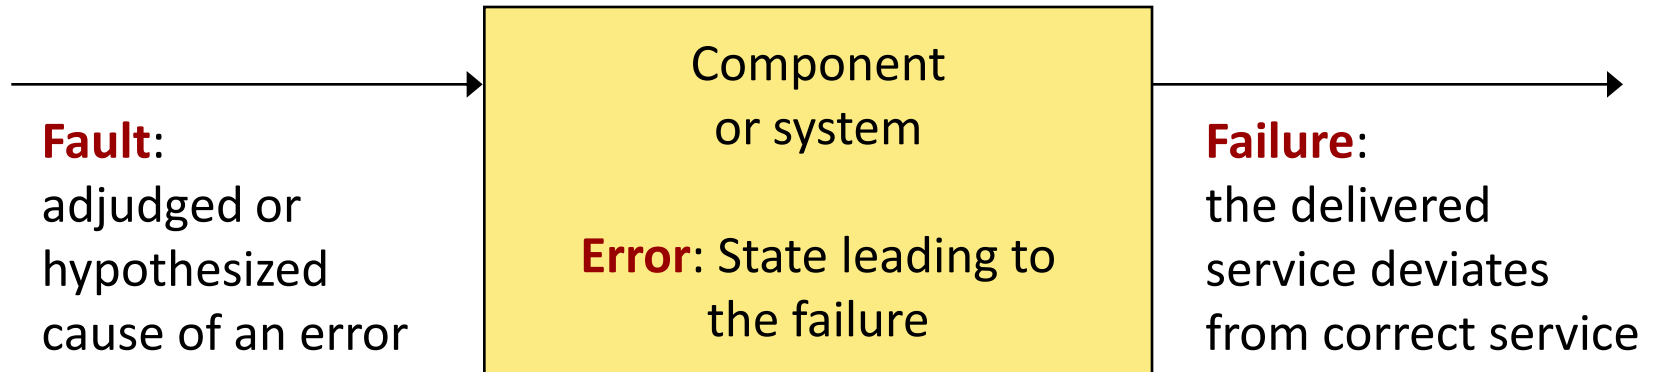 Fault:
adjudged or
hypothesized
cause of an error
Component
or system
Error: State leading to
the failure
Failure:
the delivered
service deviates
from correct service